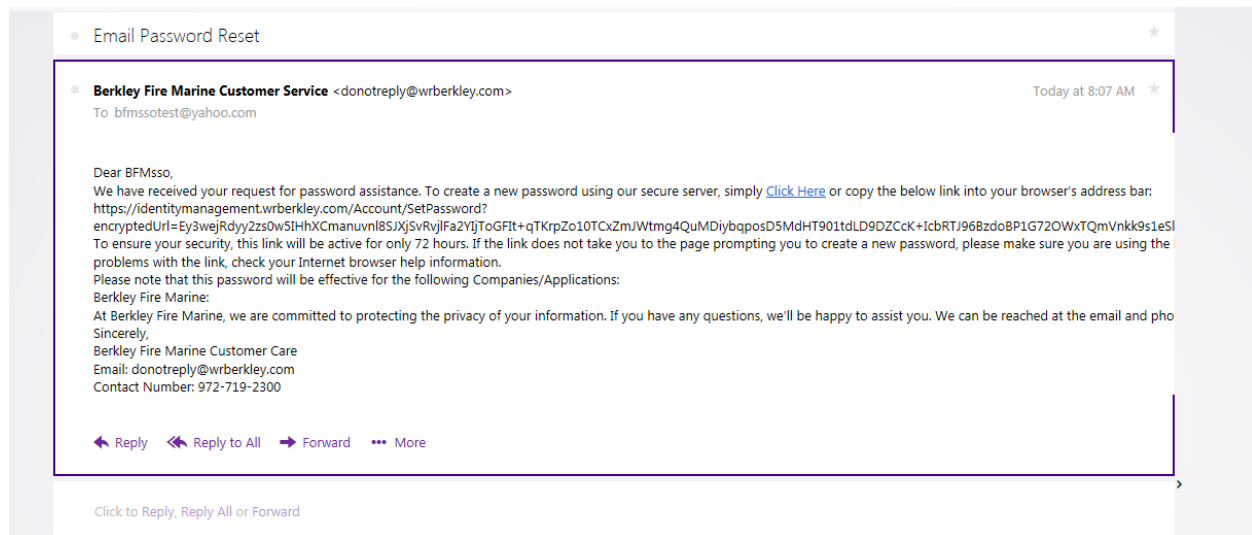 Email Password Reset
Berkley Fire Marine Customer Service <donotreply@wrberkley.com>
Today at 8:07 AM
To bfmssotest@yahoo.com
Dear BFMsso,
We have received your request for password assistance. To create a new password using our secure server, simply Click Here or copy the below link into your browser's address bar:
https://identitymanagement.wrberkley.com/Account/SetPassword?
encryptedUrl=Ey3wejRdyy2zs0w5IHhXCmanuvnl8SJXjSvRvjlFa2YIjToGFIt+qTKrpZo10TCxZmJWtmg4QuMDiybqposD5MdHT901tdLD9DZCcK+IcbRTJ96BzdoBP1G72OWxTQmVnkk9s1eSl
To ensure your security, this link will be active for only 72 hours. If the link does not take you to the page prompting you to create a new password, please make sure you are using the
problems with the link, check your Internet browser help information.
Please note that this password will be effective for the following Companies/Applications:
Berkley Fire Marine:
At Berkley Fire Marine, we are committed to protecting the privacy of your information. If you have any questions, we'll be happy to assist you. We can be reached at the email and pho
Sincerely,
Berkley Fire Marine Customer Care
Email: donotreply@wrberkley.com
Contact Number: 972-719-2300
Reply Reply to All Forward More
Click to Reply, Reply All or Forward